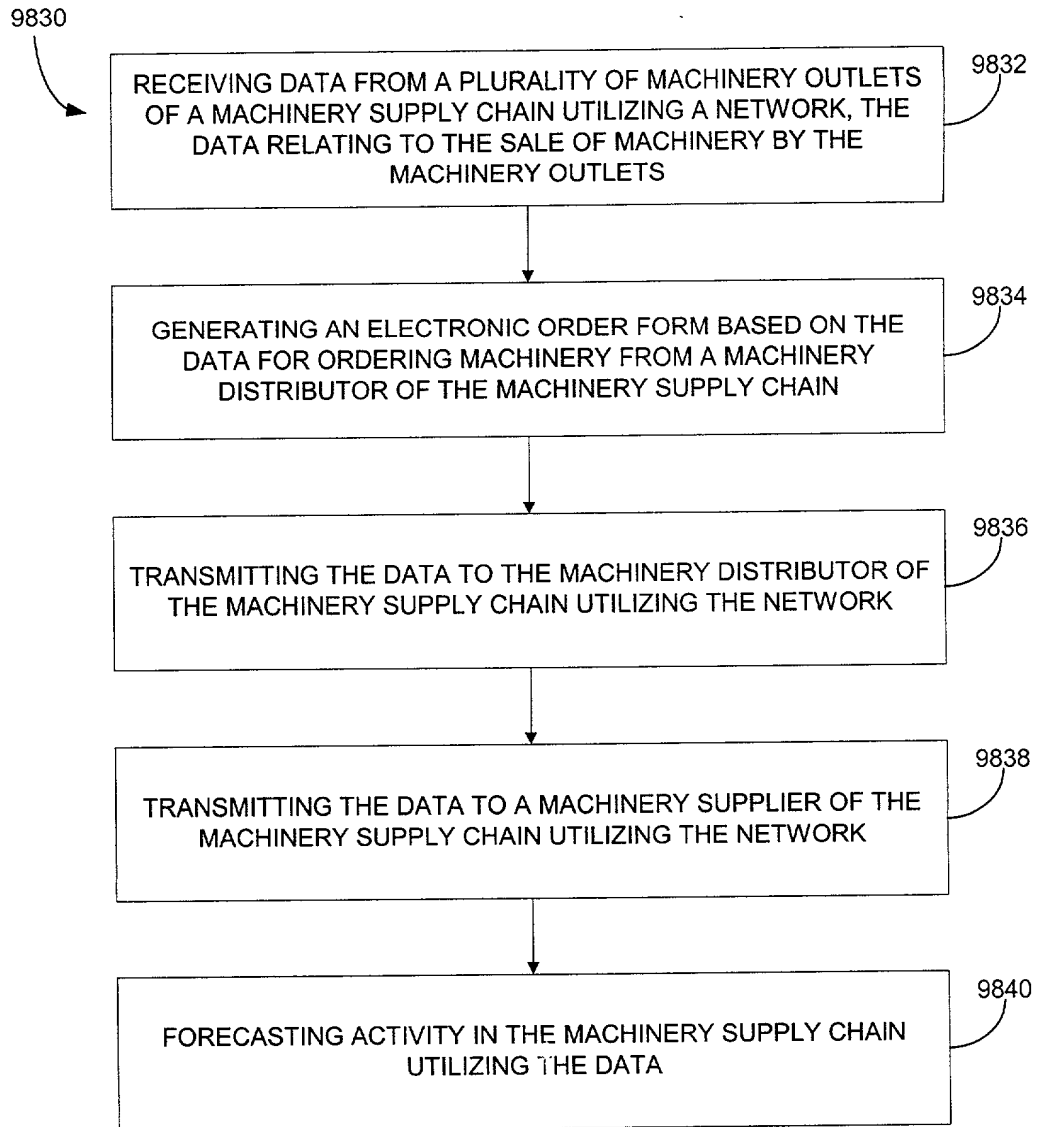 9830
9832
RECEIVING DATA FROM A PLURALITY OF MACHINERY OUTLETS
OF A MACHINERY SUPPLY CHAIN UTILIZING A NETWORK, THE
DATA RELATING TO THE SALE OF MACHINERY BY THE
MACHINERY OUTLETS
9834
GENERATING AN ELECTRONIC ORDER FORM BASED ON THE
DATA FOR ORDERING MACHINERY FROM A MACHINERY
DISTRIBUTOR OF THE MACHINERY SUPPLY CHAIN
9836
TRANSMITTING THE DATA TO THE MACHINERY DISTRIBUTOR OF
THE MACHINERY SUPPLY CHAIN UTILIZING THE NETWORK
9838
TRANSMITTING THE DATA TO A MACHINERY SUPPLIER OF THE
MACHINERY SUPPLY CHAIN UTILIZING THE NETWORK
9840
FORECASTING ACTIVITY IN THE MACHINERY SUPPLY CHAIN
UTILIZING THE DATA